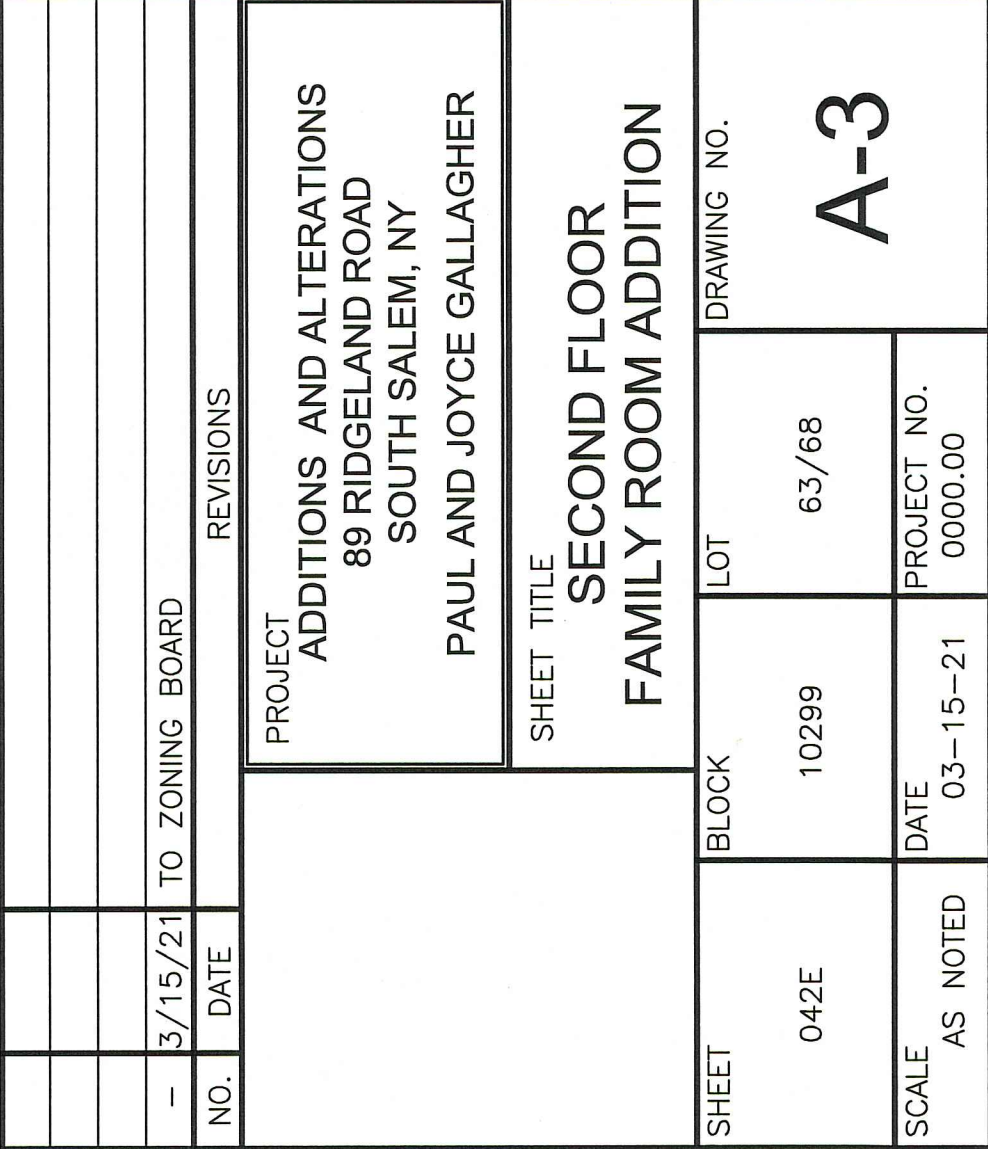 - 3/15/21 TO ZONING BOARD
NO. DATE REVISIONS
PROJECT
ADDITIONS AND ALTERATIONS
89 RIDGELAND ROAD
SOUTH SALEM, NY
PAUL AND JOYCE GALLAGHER
SHEET TITLE
SECOND FLOOR
FAMILY ROOM ADDITION
SHEET
042E
BLOCK
10299
LOT
63/68
DRAWING NO.
A-3
SCALE
AS NOTED
DATE
03-15-21
PROJECT NO.
0000.00